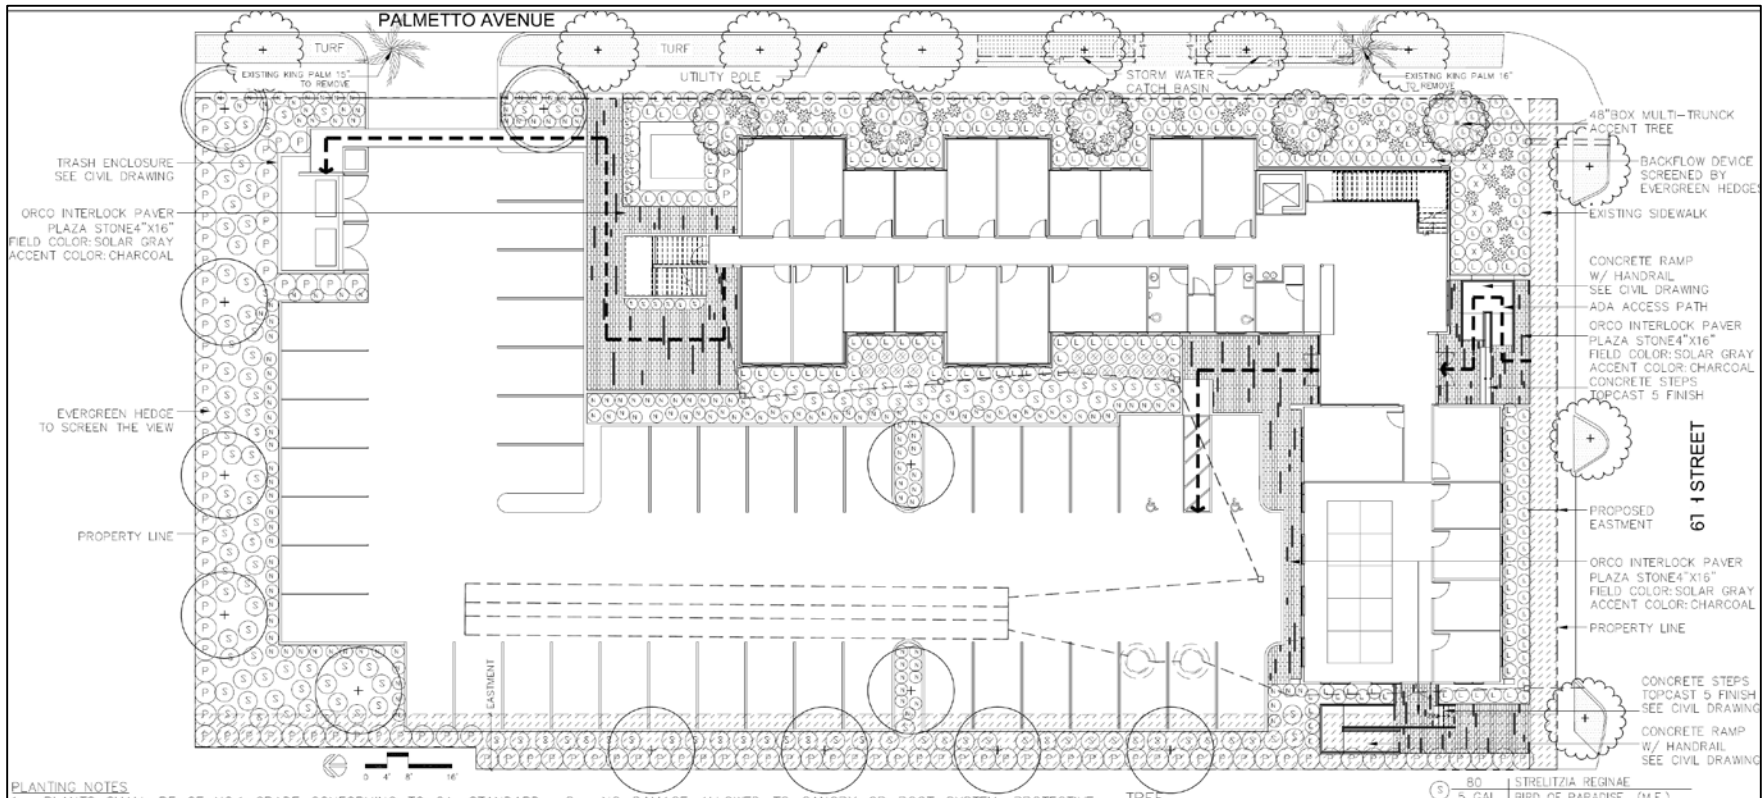 PALMETTO AVENUE
TURF
TURF
EXISTING KING PALM 15"
TO REMOVE
UTILITY POLE
STORM WATER
CATCH BASIN
EXISTING KING PALM 16"
TO REMOVE
TRASH ENCLOSURE
SEE CIVIL DRAWING
ORCO INTERLOCK PAVER
PLAZA STONE4"X16"
FIELD COLOR: SOLAR GRAY
ACCENT COLOR: CHARCOAL
EVERGREEN HEDGE
TO SCREEN THE VIEW
PROPERTY LINE
48"BOX MULTI-TRUNCK
ACCENT TREE
BACKFLOW DEVICE
SCREENED BY
EVERGREEN HEDGES
EXISTING SIDEWALK
CONCRETE RAMP
W/ HANDRAIL
SEE CIVIL DRAWING
ADA ACCESS PATH
ORCO INTERLOCK PAVER
PLAZA STONE4"X16"
FIELD COLOR: SOLAR GRAY
ACCENT COLOR: CHARCOAL
CONCRETE STEPS
TOPCAST 5 FINISH
STREET
PROPOSED
EASTMENT
ORCO INTERLOCK PAVER
PLAZA STONE4"X16"
FIELD COLOR: SOLAR GRAY
ACCENT COLOR: CHARCOAL
PROPERTY LINE
CONCRETE STEPS
TOPCAST 5 FINISH
SEE CIVIL DRAWING
CONCRETE RAMP
W/ HANDRAIL
SEE CIVIL DRAWING
EASTMENT
0 4' 8' 16'
PLANTING NOTES
TREE
S 80 STRELITZIA REGINAE
5 GAL BIRD OF PARADISE (M.F.)